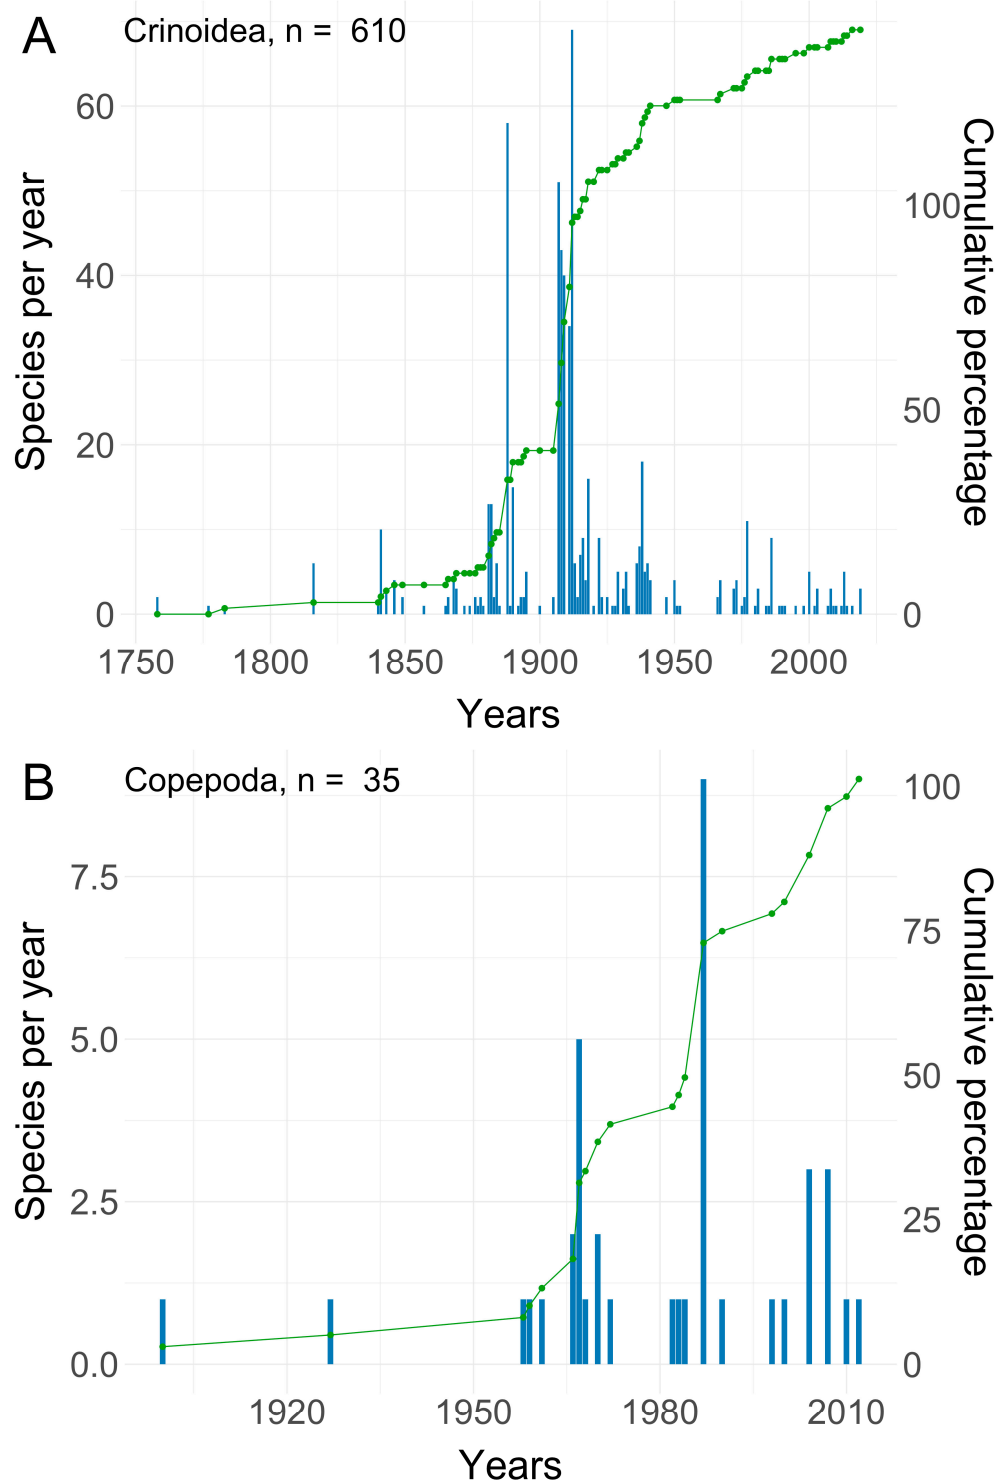 A
Crinoidea, n =  610
60
40
20
0
Species per year
100
50
0
Cumulative percentage
1750 1800 1850 1900 1950 2000
Years
B
Copepoda, n =  35
7.5
5.0
2.5
0.0
Species per year
100
75
50
25
0
Cumulative percentage
1920 1950 1980 2010
Years